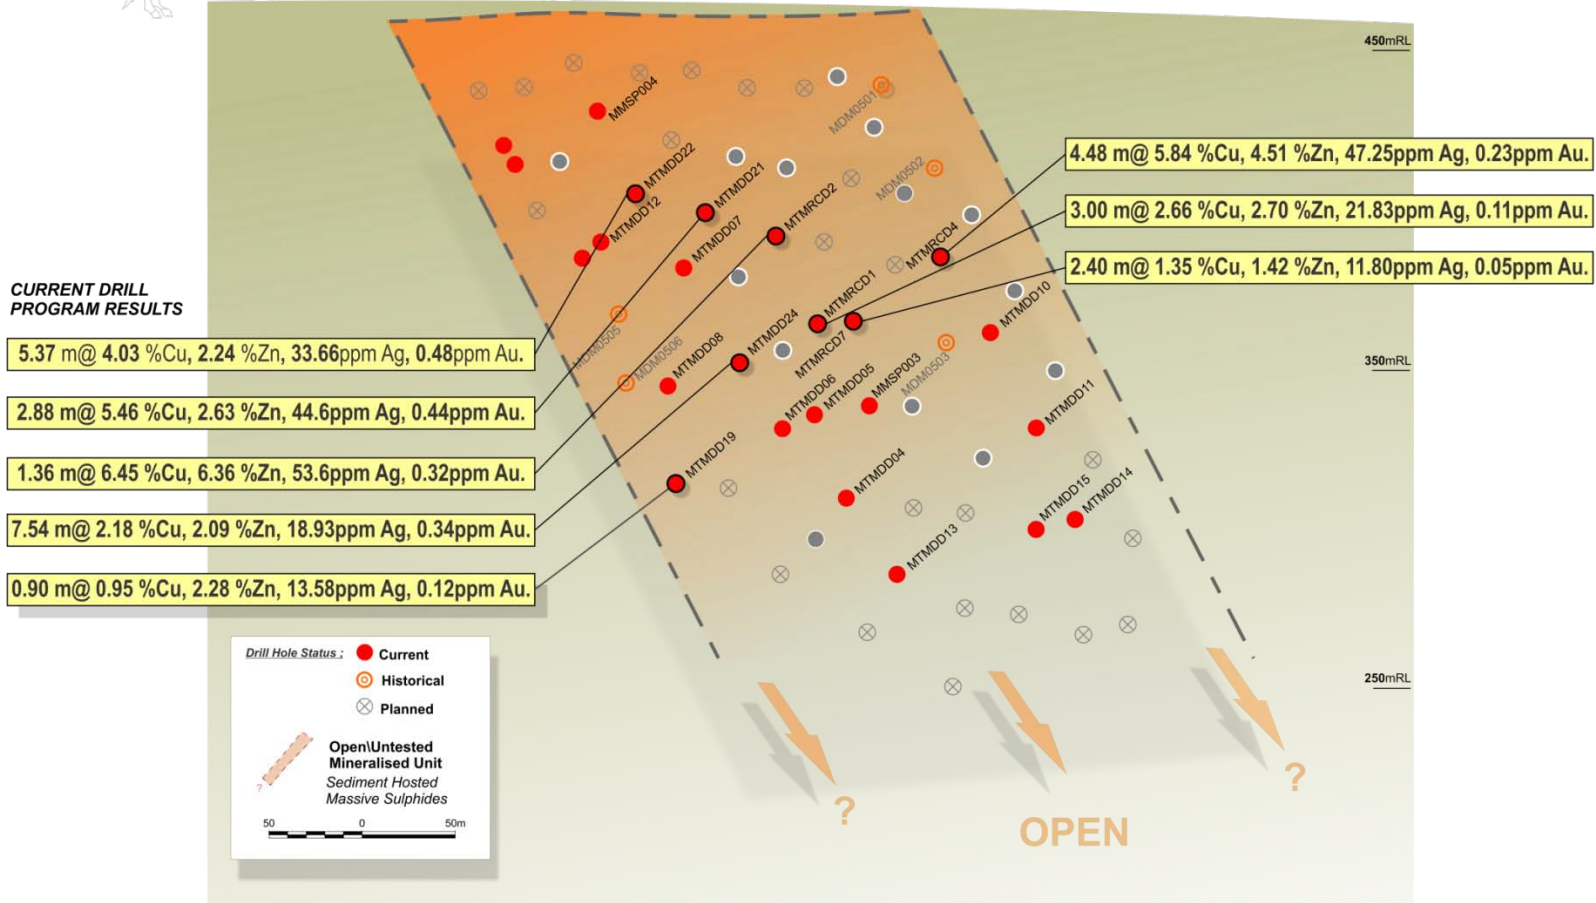 450mRL
MMSP004
MDM0501
MTMDD22
MTMDD21
MDM0502
4.48 m@ 5.84 %Cu, 4.51 %Zn, 47.25ppm Ag, 0.23ppm Au.
MTMDD12
MTMDD07
MTMRCD2
MTMRCD4
3.00 m@ 2.66 %Cu, 2.70 %Zn, 21.83ppm Ag, 0.11ppm Au.
2.40 m@ 1.35 %Cu, 1.42 %Zn, 11.80ppm Ag, 0.05ppm Au.
CURRENT DRILL
PROGRAM RESULTS
MDM0505
MDM0506
MTMDD08
MTMDD24
MTMRCD1
MTMRCD7
MTMDD10
5.37 m@ 4.03 %Cu, 2.24 %Zn, 33.66ppm Ag, 0.48ppm Au.
350mRL
MTMDD06
MTMDD05
MMSP003
MDM0503
MTMDD11
2.88 m@ 5.46 %Cu, 2.63 %Zn, 44.6ppm Ag, 0.44ppm Au.
1.36 m@ 6.45 %Cu, 6.36 %Zn, 53.6ppm Ag, 0.32ppm Au.
MTMDD19
MTMDD04
MTMDD15
MTMDD14
7.54 m@ 2.18 %Cu, 2.09 %Zn, 18.93ppm Ag, 0.34ppm Au.
MTMDD13
0.90 m@ 0.95 %Cu, 2.28 %Zn, 13.58ppm Ag, 0.12ppm Au.
250mRL
Drill Hole Status :
Current
Historical
Planned
Open\Untested
Mineralised Unit
Sediment Hosted
Massive Sulphides
?
50 0 50m
?
?
OPEN